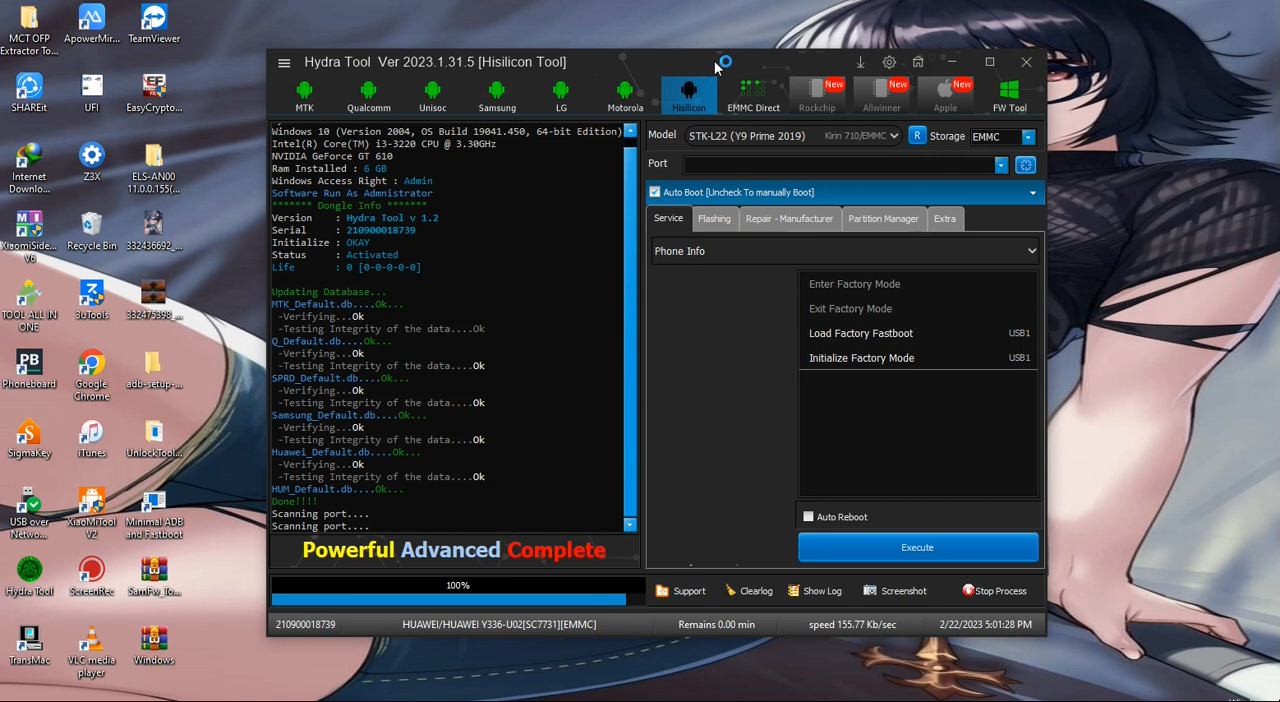 MCT OFP Extractor To...
ApowerMir...
TeamViewer
SHAREit
UFI
EasyCrypto...
Internet Downlo...
Z3X
ELS-AN00 11.0.0.155(...
XiaomiSide... V6
Recycle Bin
332436692_...
TOOL ALL IN ONE
3uTools
332475398_...
Phoneboard
Google Chrome
adb-setup-...
SigmaKey
iTunes
UnlockTool...
USB over Netwo...
XiaoMiTool V2
Minimal ADB and Fastboot
Hydra Tool
ScreenRec
SamFw_To...
TransMac
VLC media player
Windows
Hydra Tool Ver 2023.1.31.5 [Hisilicon Tool]
MTK
Qualcomm
Unisoc
Samsung
LG
Motorola
Hisilicon
EMMC Direct
New
Rockchip
New
Allwinner
New
Apple
FW Tool
Windows 10 (Version 2004, OS Build 19041.450, 64-bit Edition)
Intel(R) Core(TM) i3-3220 CPU @ 3.30GHz
NVIDIA GeForce GT 610
Ram Installed : 6 GB
Windows Access Right : Admin
Software Run As Admnistrator
******* Dongle Info *******
Version : Hydra Tool v 1.2
Serial : 210900018739
Initialize : OKAY
Status : Activated
Life : 0 [0-0-0-0-0]
Updating Database...
MTK_Default.db....Ok...
-Verifying...Ok
-Testing Integrity of the data....Ok
Q_Default.db....Ok...
-Verifying...Ok
-Testing Integrity of the data....Ok
SPRD_Default.db....Ok...
-Verifying...Ok
-Testing Integrity of the data....Ok
Samsung_Default.db....Ok...
-Verifying...Ok
-Testing Integrity of the data....Ok
Huawei_Default.db....Ok...
-Verifying...Ok
-Testing Integrity of the data....Ok
HUM_Default.db....Ok...
Done!!!!
Scanning port....
Scanning port....
Powerful Advanced Complete
100%
Model STK-L22 (Y9 Prime 2019) Kirin 710/EMMC R Storage EMMC
Port
Auto Boot [Uncheck To manually Boot]
Service
Flashing
Repair - Manufacturer
Partition Manager
Extra
Phone Info
Enter Factory Mode
Exit Factory Mode
Load Factory Fastboot USB1
Initialize Factory Mode USB1
Auto Reboot
Execute
Support
Clearlog
Show Log
Screenshot
Stop Process
210900018739
HUAWEI/HUAWEI Y336-U02[SC7731][EMMC]
Remains 0.00 min
speed 155.77 Kb/sec
2/22/2023 5:01:28 PM